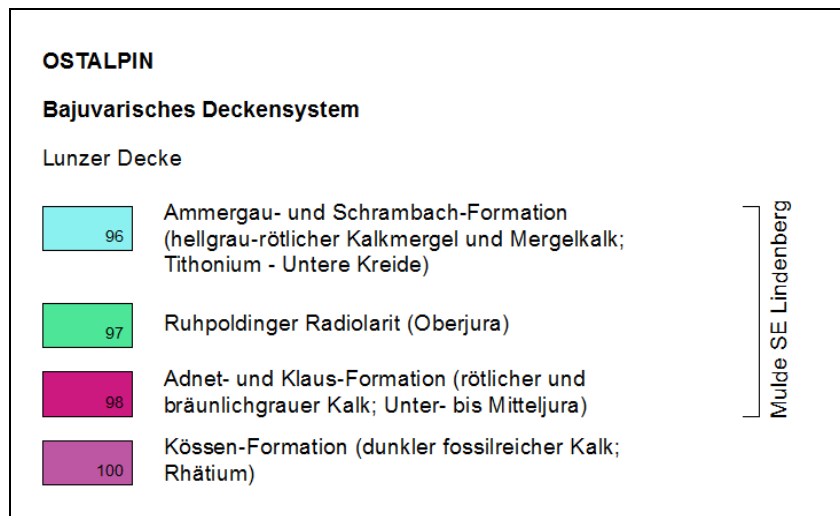 OSTALPIN
Bajuvarisches Deckensystem
Lunzer Decke
96
Ammergau- und Schrambach-Formation
(hellgrau-rötlicher Kalkmergel und Mergelkalk;
Tithonium - Untere Kreide)
97
Ruhpoldinger Radiolarit (Oberjura)
98
Adnet- und Klaus-Formation (rötlicher und
bräunlichgrauer Kalk; Unter- bis Mitteljura)
100
Kössen-Formation (dunkler fossilreicher Kalk;
Rhätium)
Mulde SE Lindenberg